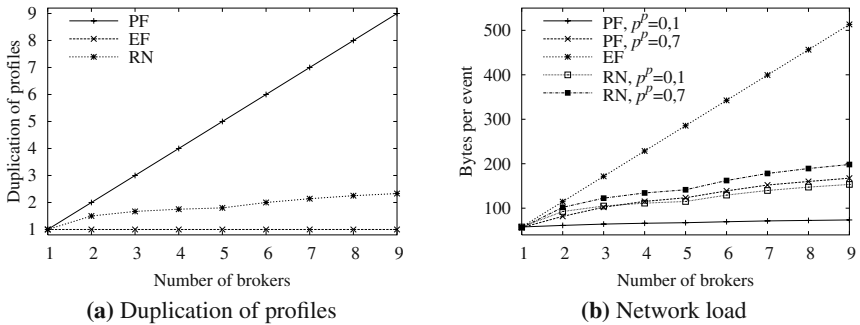 9
8
7
6
5
4
3
2
1
Duplication of profiles
PF
EF
RN
1 2 3 4 5 6 7 8 9
Number of brokers
(a) Duplication of profiles
500
400
300
200
100
Bytes per event
PF, p^p=0,1
PF, p^p=0,7
EF
RN, p^p=0,1
RN, p^p=0,7
1 2 3 4 5 6 7 8 9
Number of brokers
(b) Network load